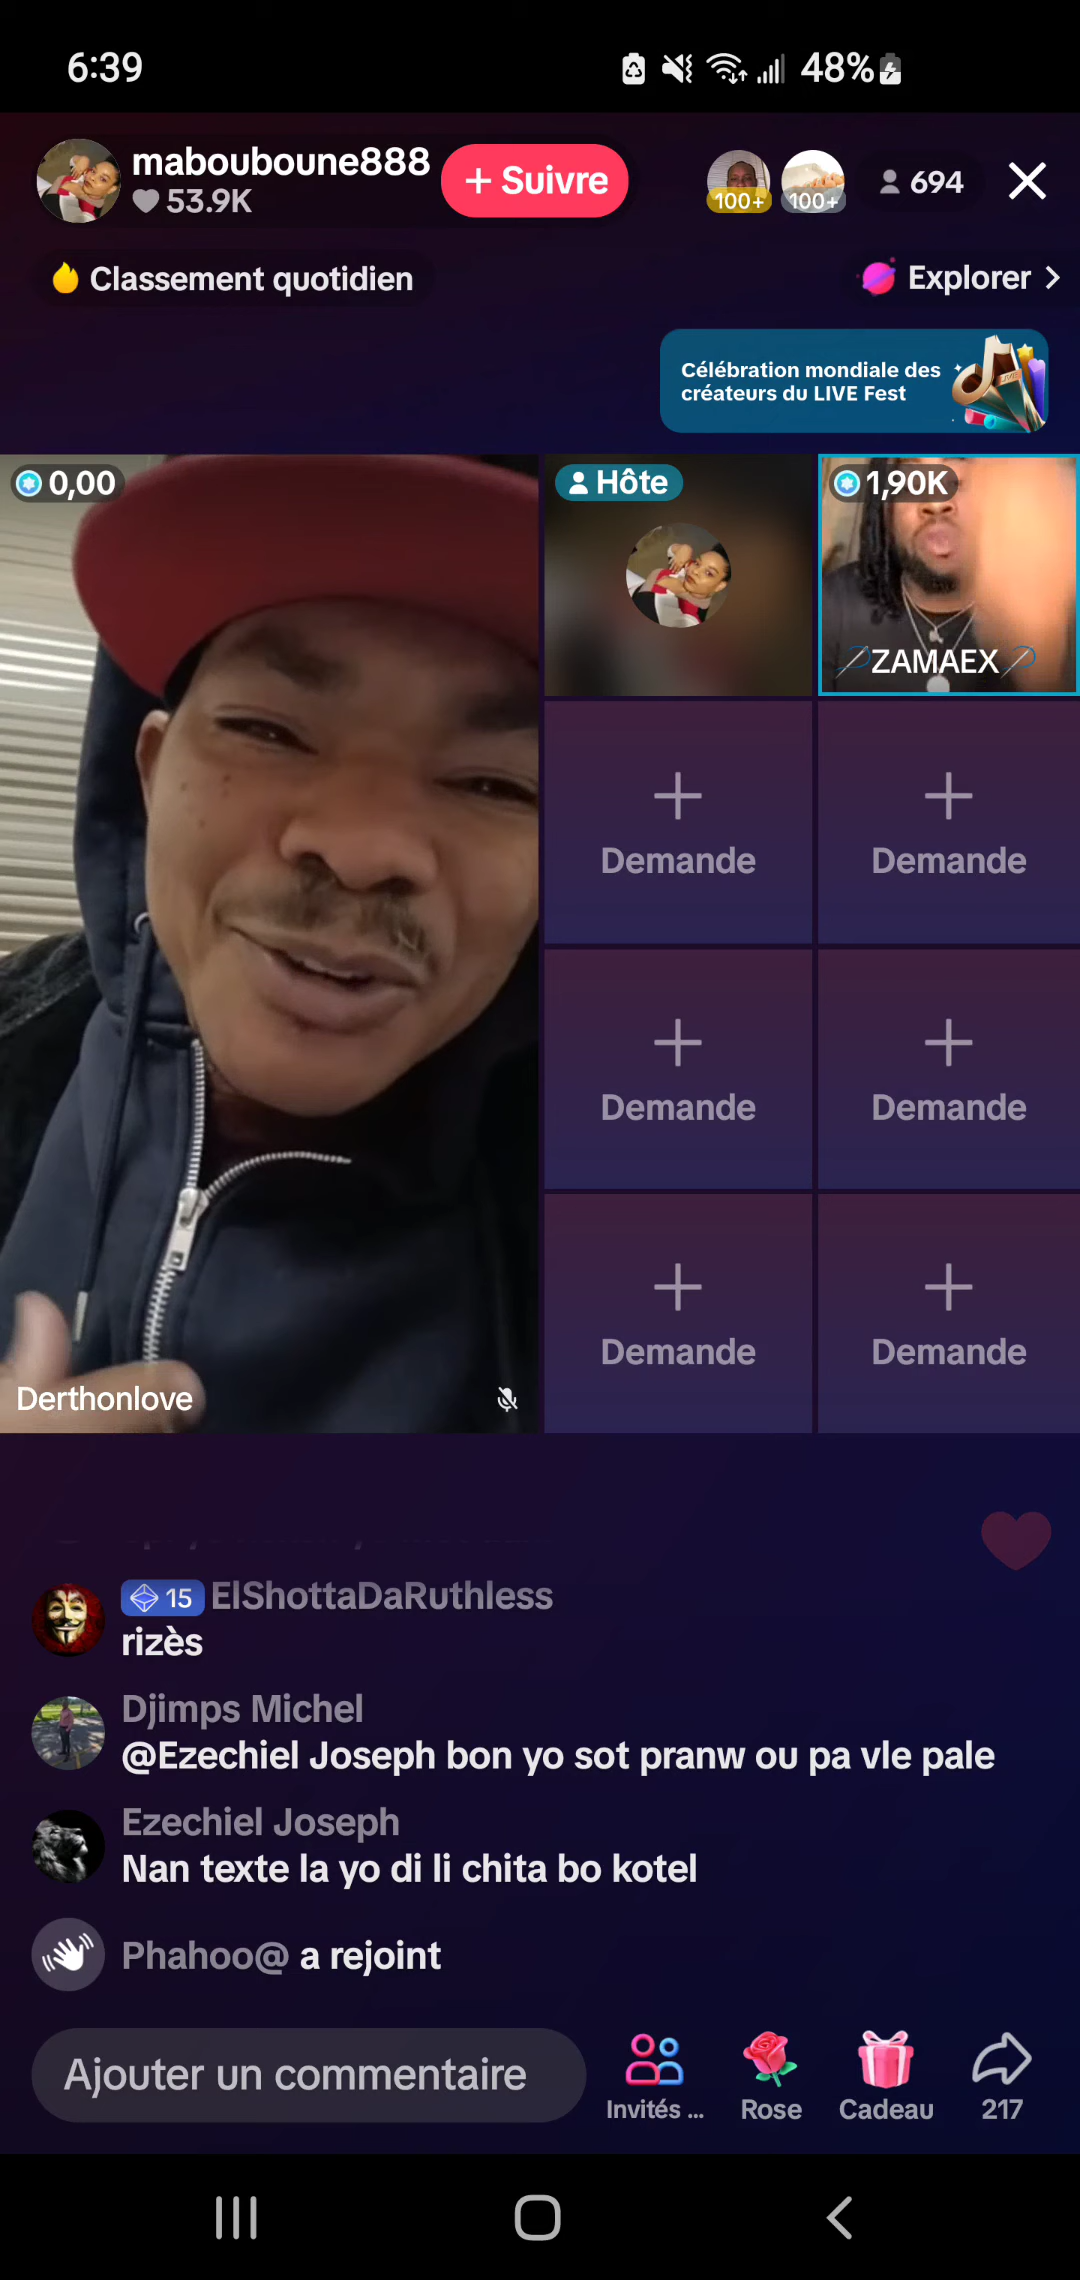 6:39
48%
mabouboune888
53.9K
+ Suivre
100+
100+
694
Classement quotidien
Explorer >
Célébration mondiale des
créateurs du LIVE Fest
0,00
Hôte
1,90K
ZAMAEX
Demande
Demande
Demande
Demande
Demande
Demande
Derthonlove
15 ElShottaDaRuthless
rizès
Djimps Michel
@Ezechiel Joseph bon yo sot pranw ou pa vle pale
Ezechiel Joseph
Nan texte la yo di li chita bo kotel
Phahoo@ a rejoint
Ajouter un commentaire
Invités ...
Rose
Cadeau
217